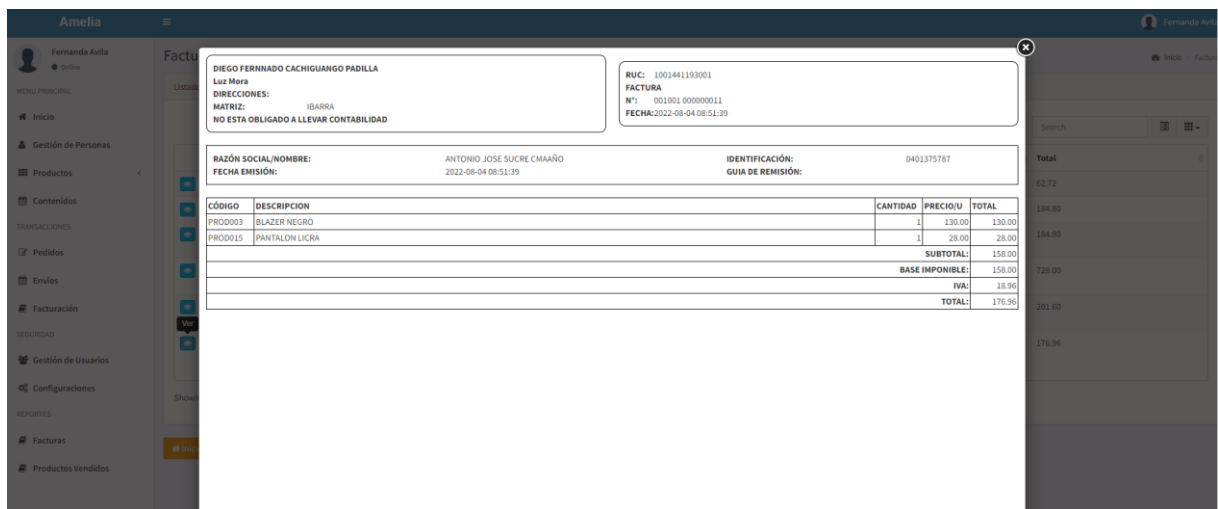 Amelia
Fernanda Avila
Fernanda Avila
Online
MENU PRINCIPAL
Inicio
Gestión de Personas
Productos
Contenidos
TRANSACCIONES
Pedidos
Envios
Facturación
SEGURIDAD
Gestión de Usuarios
Configuraciones
REPORTES
Facturas
Productos Vendidos
Factu
Inicio > Factur
Listad
DIEGO FERNNADO CACHIGUANGO PADILLA
Luz Mora
DIRECCIONES:
MATRIZ: IBARRA
NO ESTA OBLIGADO A LLEVAR CONTABILIDAD
RUC: 1001441193001
FACTURA
N°: 001001 000000011
FECHA:2022-08-04 08:51:39
RAZÓN SOCIAL/NOMBRE: ANTONIO JOSE SUCRE CMAAÑO IDENTIFICACIÓN: 0401375787
FECHA EMISIÓN: 2022-08-04 08:51:39 GUIA DE REMISIÓN:
CÓDIGO DESCRIPCION CANTIDAD PRECIO/U TOTAL
PROD003 BLAZER NEGRO 1 130.00 130.00
PROD015 PANTALON LICRA 1 28.00 28.00
SUBTOTAL: 158.00
BASE IMPONIBLE: 158.00
IVA: 18.96
TOTAL: 176.96
Search
Total
62.72
184.80
184.80
728.00
201.60
176.96
Ver
Showi
Inici